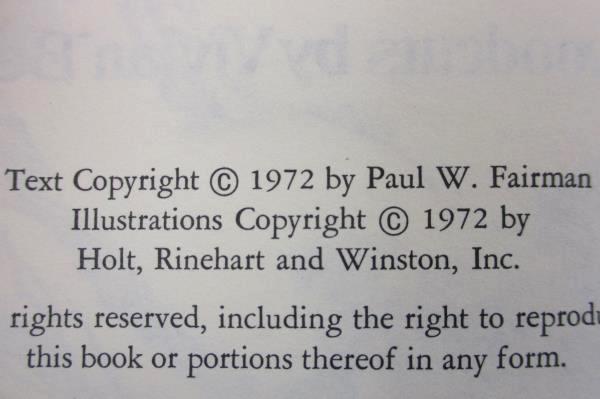 Text Copyright © 1972 by Paul W. Fairman
Illustrations Copyright © 1972 by
Holt, Rinehart and Winston, Inc.
rights reserved, including the right to reprodu
this book or portions thereof in any form.